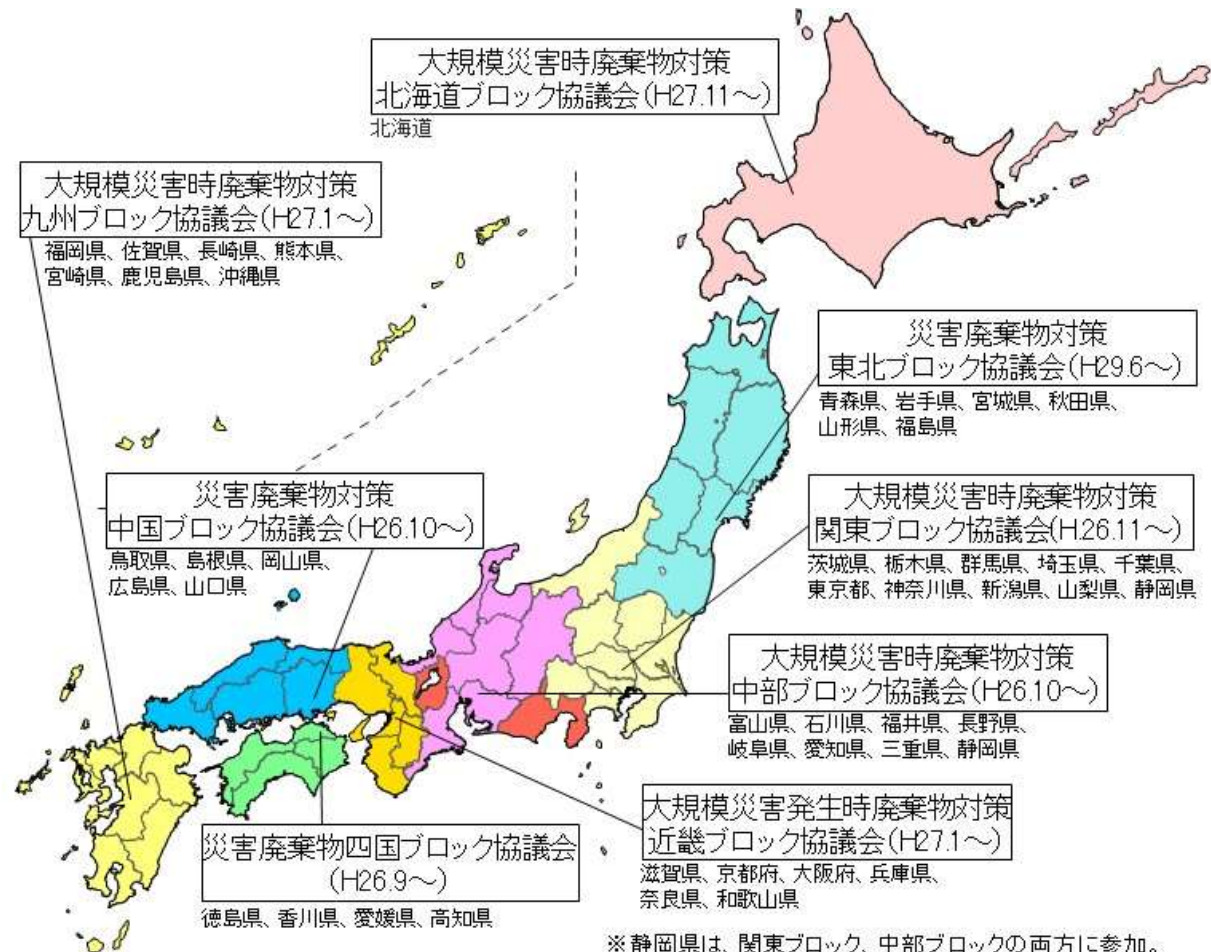 大規模災害時廃棄物対策
北海道ブロック協議会(H27.11～)
北海道
大規模災害時廃棄物対策
九州ブロック協議会(H27.1～)
福岡県、佐賀県、長崎県、熊本県、
宮崎県、鹿児島県、沖縄県
災害廃棄物対策
東北ブロック協議会(H29.6～)
青森県、岩手県、宮城県、秋田県、
山形県、福島県
災害廃棄物対策
中国ブロック協議会(H26.10～)
鳥取県、島根県、岡山県、
広島県、山口県
大規模災害時廃棄物対策
関東ブロック協議会(H.26.11～)
茨城県、栃木県、群馬県、埼玉県、千葉県、
東京都、神奈川県、新潟県、山梨県、静岡県
大規模災害時廃棄物対策
中部ブロック協議会(H26.10～)
富山県、石川県、福井県、長野県、
岐阜県、愛知県、三重県、静岡県
大規模災害発生時廃棄物対策
近畿ブロック協議会(H27.1～)
滋賀県、京都府、大阪府、兵庫県、
奈良県、和歌山県
災害廃棄物四国ブロック協議会
(H26.9～)
徳島県、香川県、愛媛県、高知県
※静岡県は、関東ブロック、中部ブロックの両方に参加。